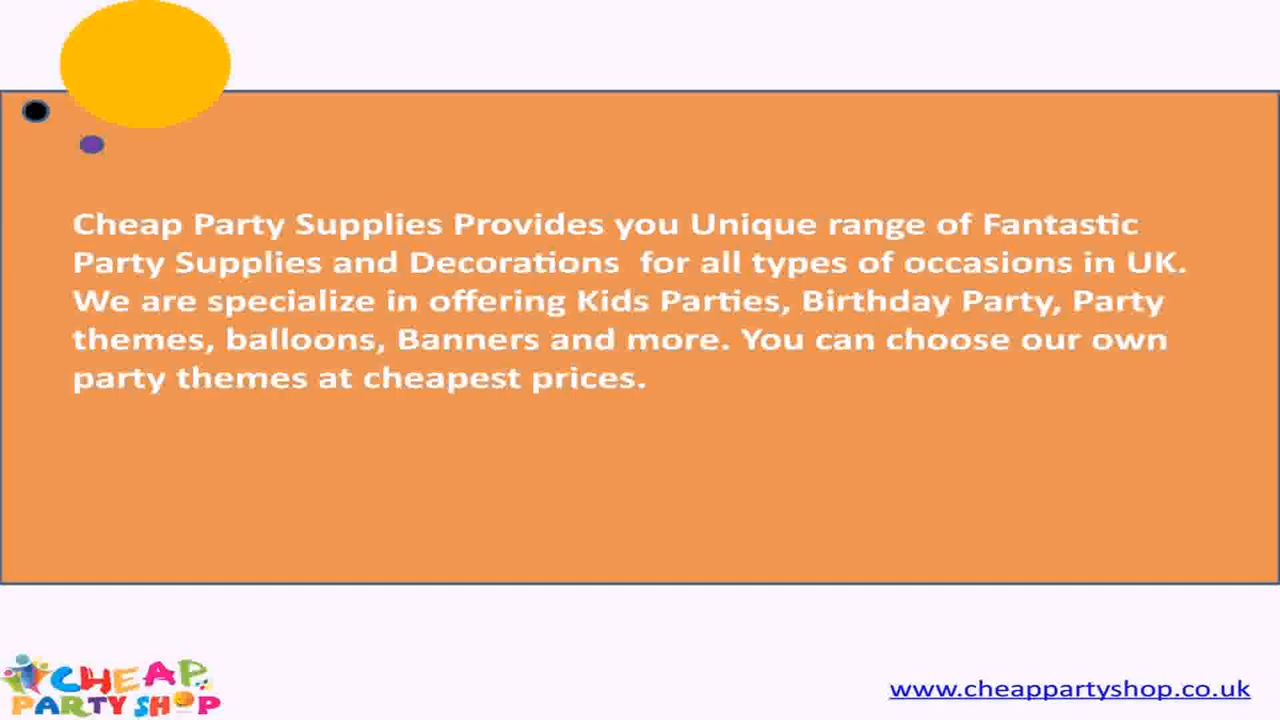 Cheap Party Supplies Provides you Unique range of Fantastic
Party Supplies and Decorations for all types of occasions in UK.
We are specialize in offering Kids Parties, Birthday Party, Party
themes, balloons, Banners and more. You can choose our own
party themes at cheapest prices.
CHEAP
PARTY SHOP
www.cheappartyshop.co.uk